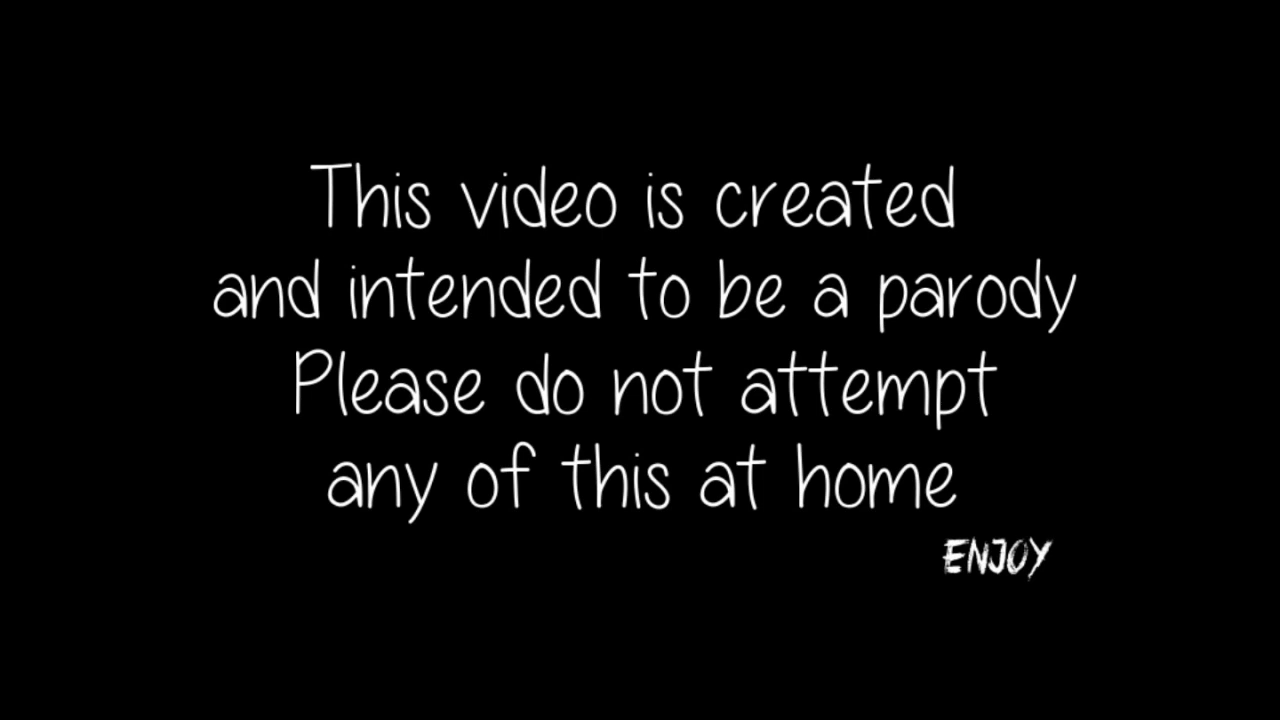 This video is created
and intended to be a parody
Please do not attempt
any of this at home
ENJOY